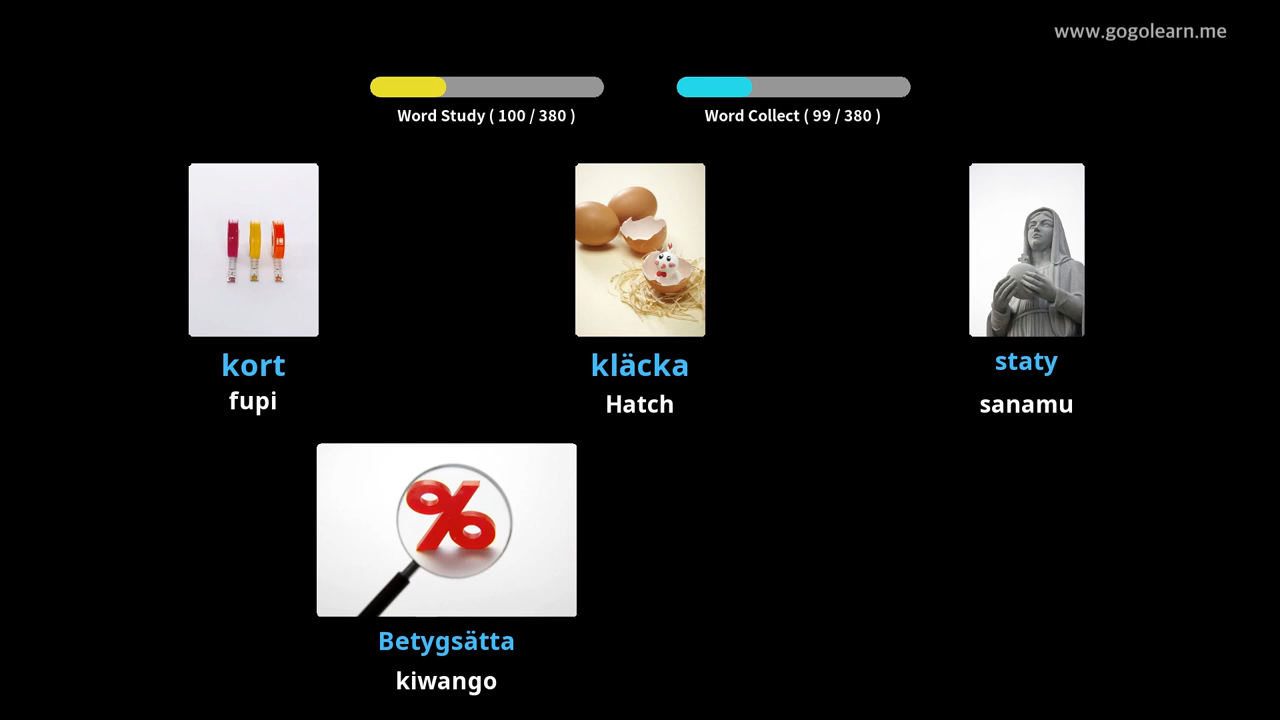 www.gogolearn.me
Word Study ( 100 / 380 )
Word Collect ( 99 / 380 )
kort
fupi
kläcka
Hatch
staty
sanamu
Betygsätta
kiwango